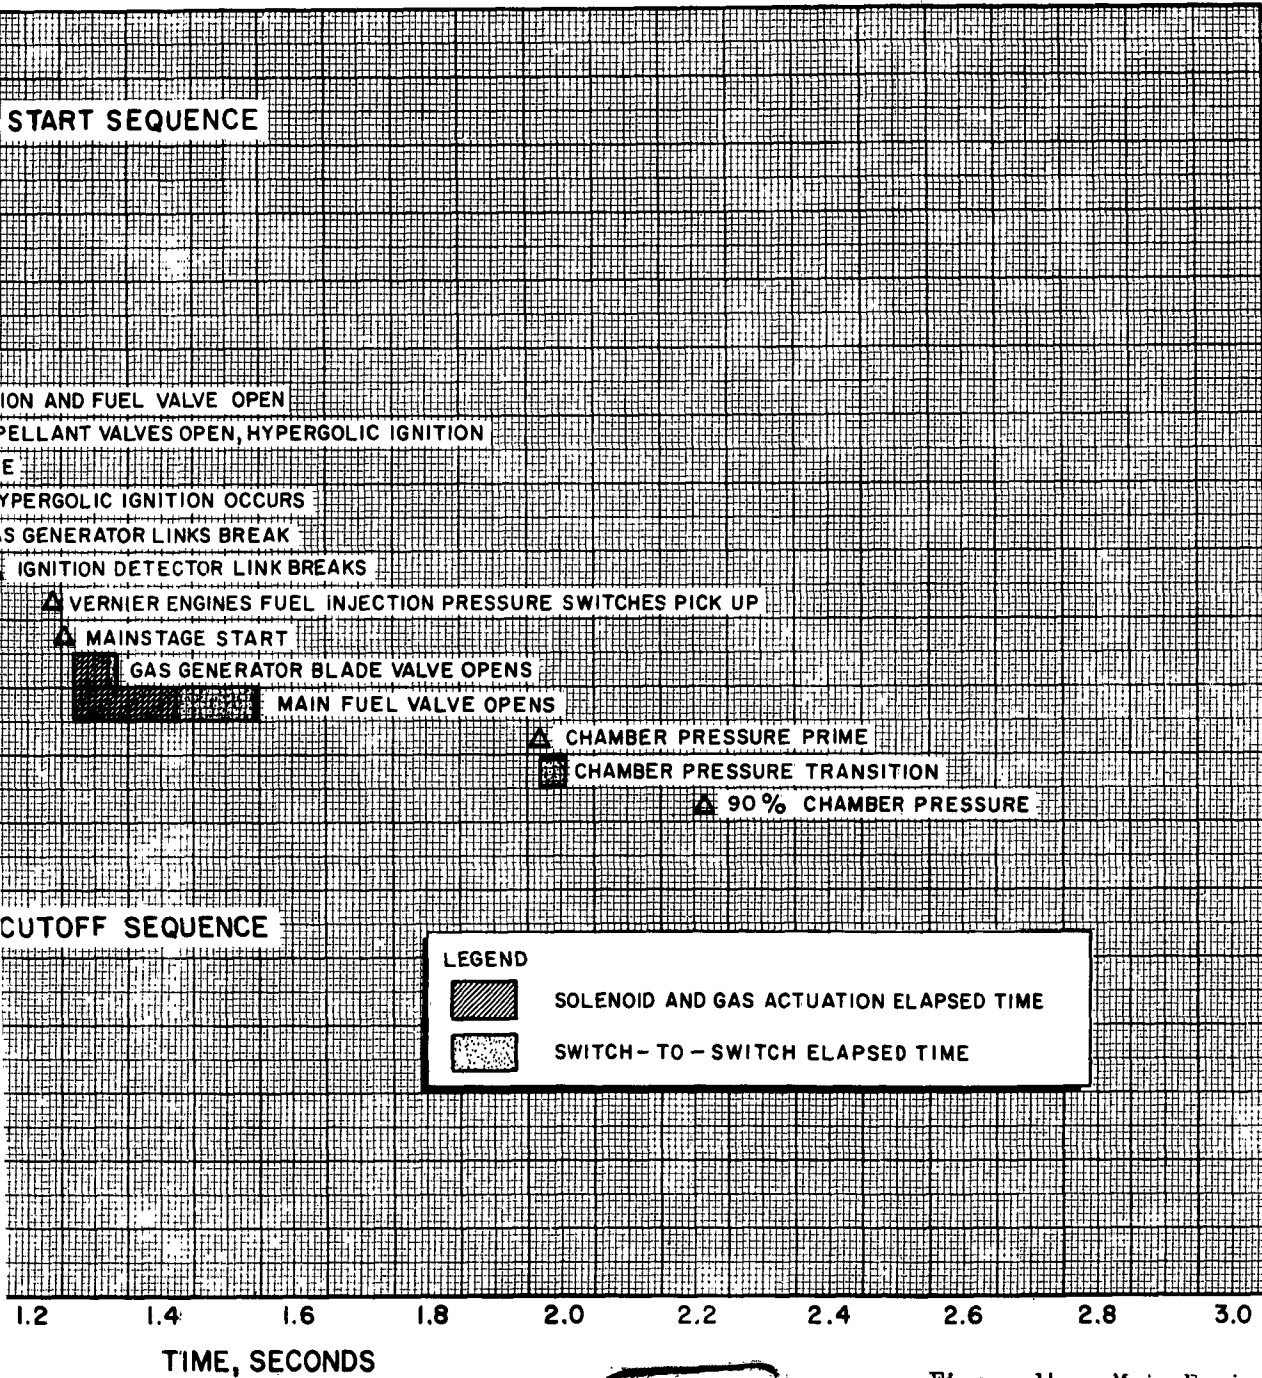 START SEQUENCE
ION AND FUEL VALVE OPEN
PELLANT VALVES OPEN, HYPERGOLIC IGNITION
E
YPERGOLIC IGNITION OCCURS
S GENERATOR LINKS BREAK
IGNITION DETECTOR LINK BREAKS
VERNIER ENGINES FUEL INJECTION PRESSURE SWITCHES PICK UP
MAINSTAGE START
GAS GENERATOR BLADE VALVE OPENS
MAIN FUEL VALVE OPENS
CHAMBER PRESSURE PRIME
CHAMBER PRESSURE TRANSITION
90% CHAMBER PRESSURE
CUTOFF SEQUENCE
LEGEND
SOLENOID AND GAS ACTUATION ELAPSED TIME
SWITCH-TO-SWITCH ELAPSED TIME
1.2 1.4 1.6 1.8 2.0 2.2 2.4 2.6 2.8 3.0
TIME, SECONDS